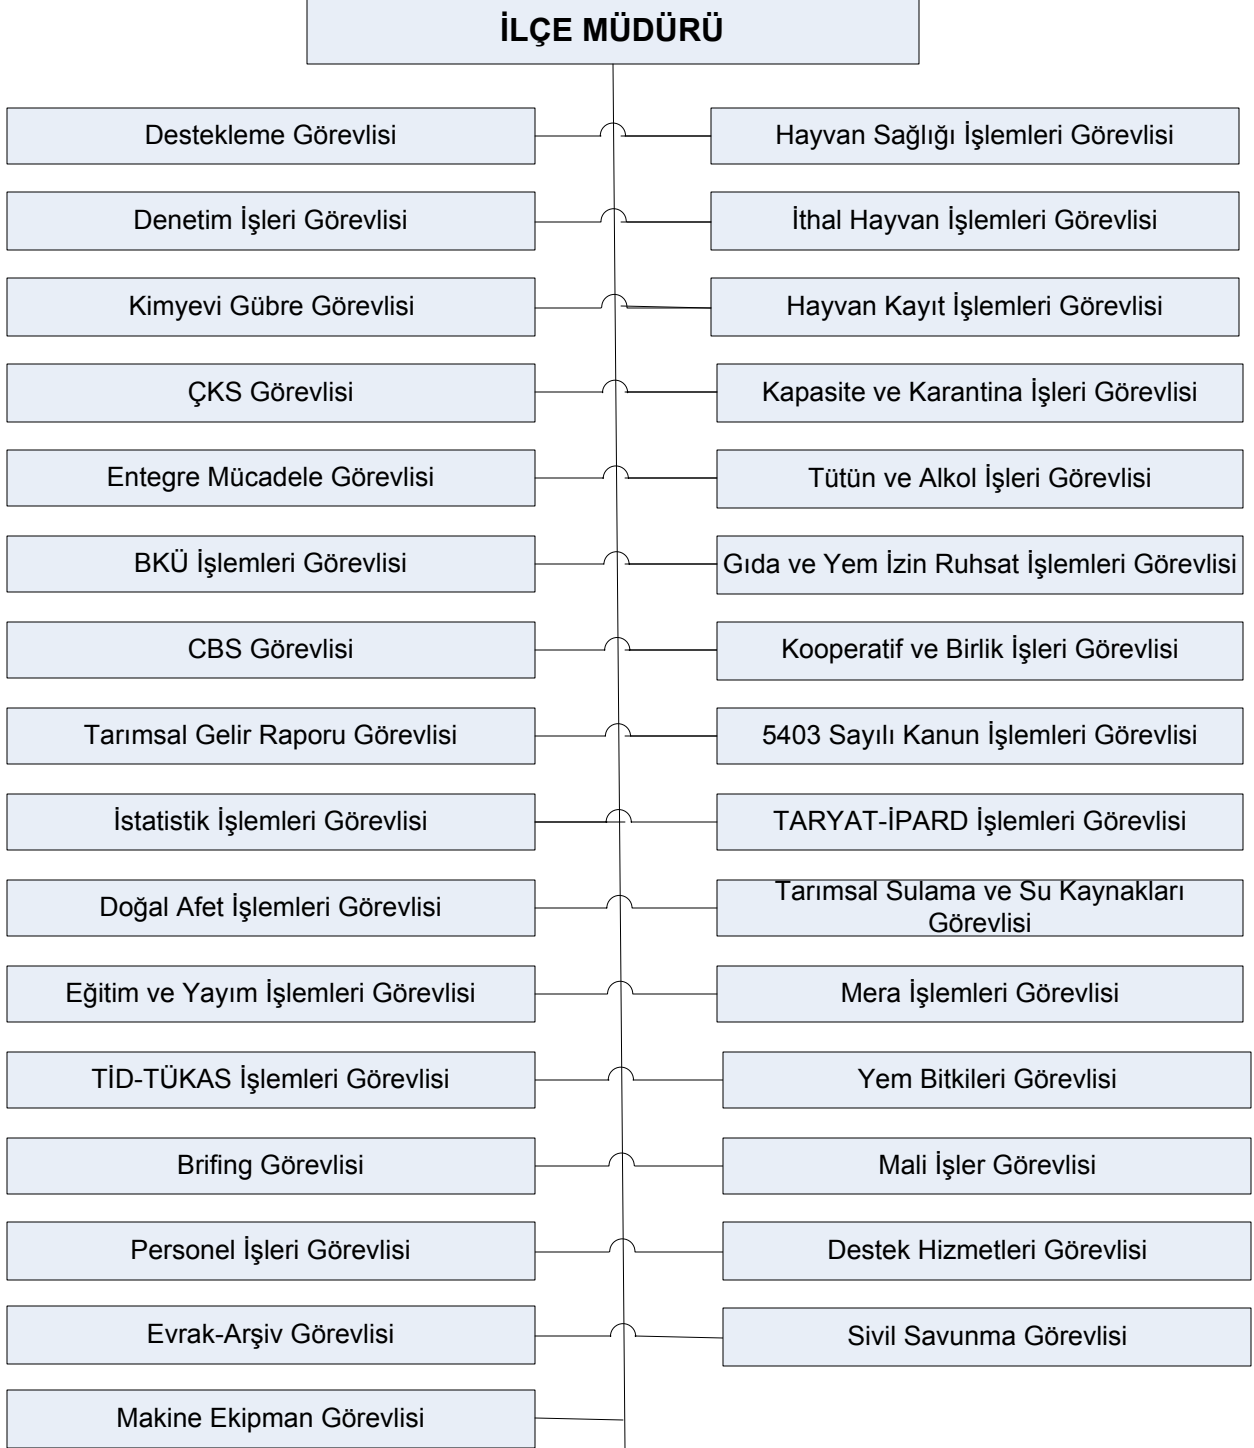 İLÇE MÜDÜRÜ
Destekleme Görevlisi
Hayvan Sağlığı İşlemleri Görevlisi
Denetim İşleri Görevlisi
İthal Hayvan İşlemleri Görevlisi
Kimyevi Gübre Görevlisi
Hayvan Kayıt İşlemleri Görevlisi
ÇKS Görevlisi
Kapasite ve Karantina İşleri Görevlisi
Entegre Mücadele Görevlisi
Tütün ve Alkol İşleri Görevlisi
BKÜ İşlemleri Görevlisi
Gıda ve Yem İzin Ruhsat İşlemleri Görevlisi
CBS Görevlisi
Kooperatif ve Birlik İşleri Görevlisi
Tarımsal Gelir Raporu Görevlisi
5403 Sayılı Kanun İşlemleri Görevlisi
İstatistik İşlemleri Görevlisi
TARYAT-İPARD İşlemleri Görevlisi
Doğal Afet İşlemleri Görevlisi
Tarımsal Sulama ve Su Kaynakları
Görevlisi
Eğitim ve Yayım İşlemleri Görevlisi
Mera İşlemleri Görevlisi
TİD-TÜKAS İşlemleri Görevlisi
Yem Bitkileri Görevlisi
Brifing Görevlisi
Mali İşler Görevlisi
Personel İşleri Görevlisi
Destek Hizmetleri Görevlisi
Evrak-Arşiv Görevlisi
Sivil Savunma Görevlisi
Makine Ekipman Görevlisi